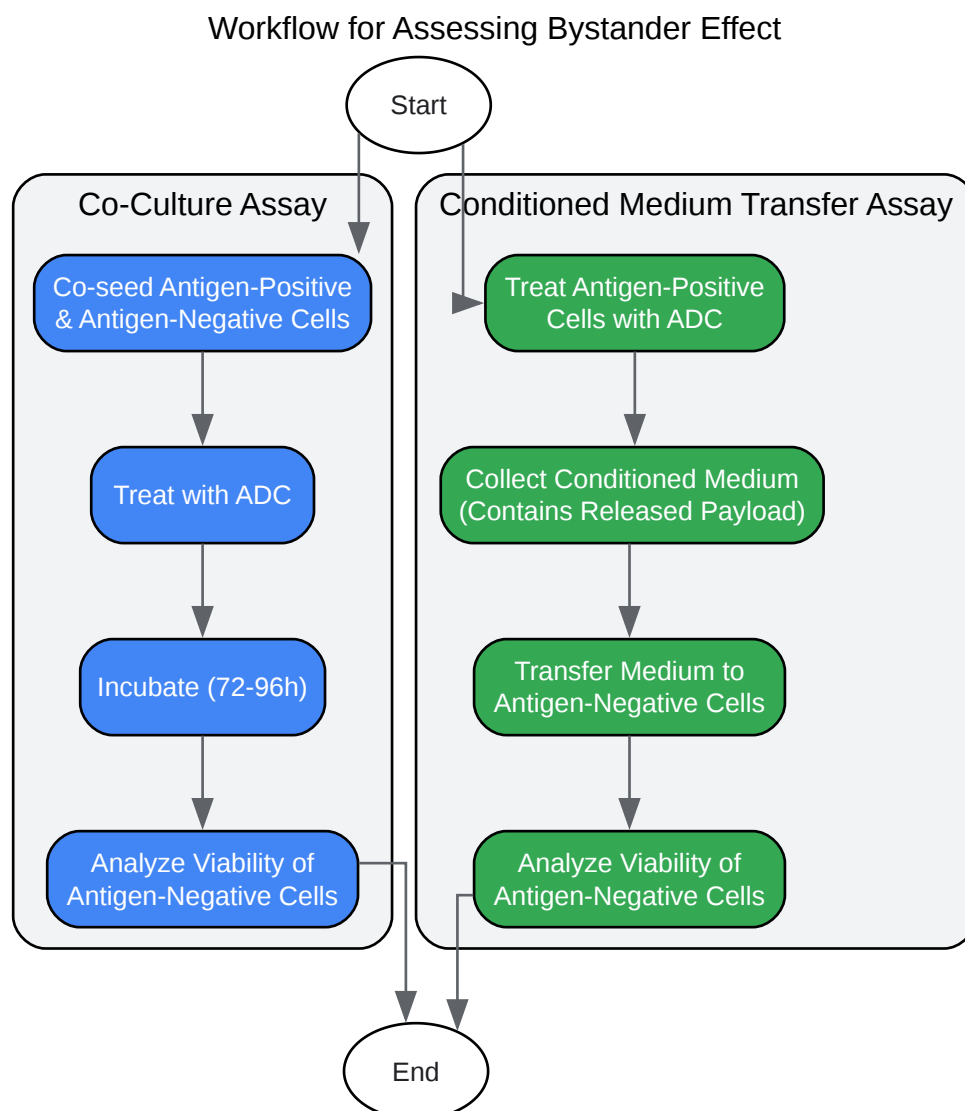 Workflow for Assessing Bystander Effect
Start
Co-Culture Assay
Co-seed Antigen-Positive
& Antigen-Negative Cells
Treat with ADC
Incubate (72-96h)
Analyze Viability of
Antigen-Negative Cells
Conditioned Medium Transfer Assay
Treat Antigen-Positive
Cells with ADC
Collect Conditioned Medium
(Contains Released Payload)
Transfer Medium to
Antigen-Negative Cells
Analyze Viability of
Antigen-Negative Cells
End